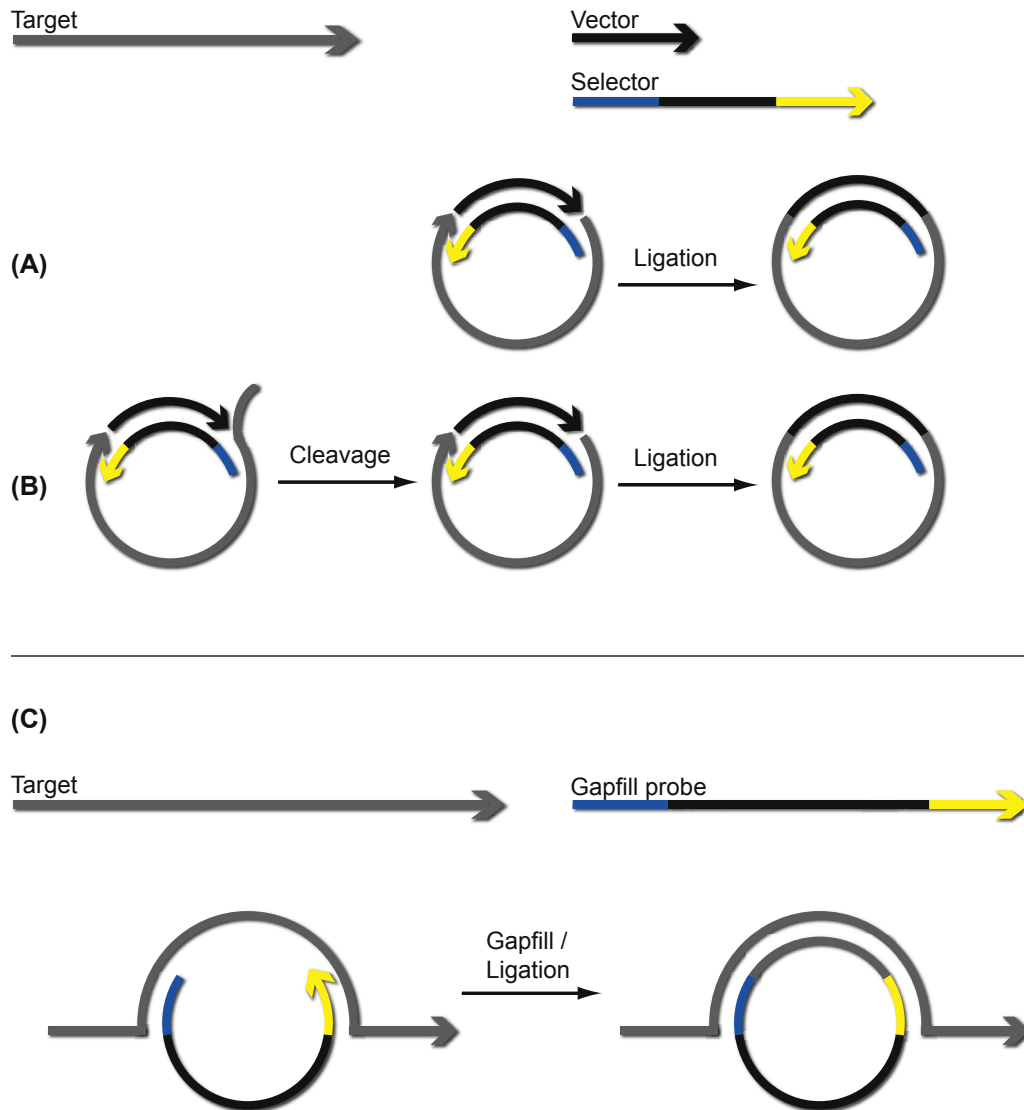 Target
Vector
Selector
(A)
Ligation
(B)
Cleavage
Ligation
(C)
Target
Gapfill probe
Gapfill /
Ligation